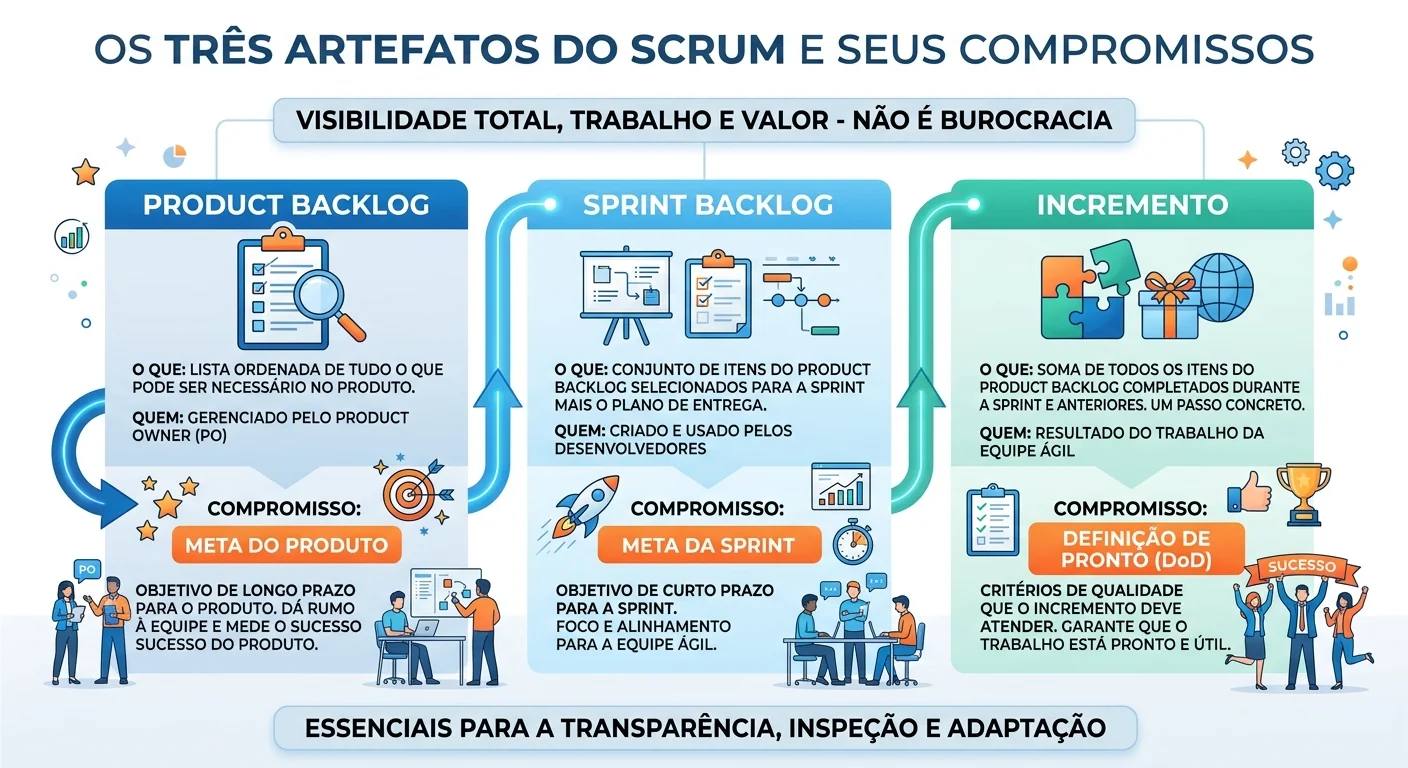 OS TRÊS ARTEFATOS DO SCRUM E SEUS COMPROMISSOS
VISIBILIDADE TOTAL, TRABALHO E VALOR - NÃO É BUROCRACIA
PRODUCT BACKLOG
O QUE: LISTA ORDENADA DE TUDO O QUE
PODE SER NECESSÁRIO NO PRODUTO.
QUEM: GERENCIADO PELO PRODUCT
OWNER (PO)
COMPROMISSO:
META DO PRODUTO
PO
OBJETIVO DE LONGO PRAZO
PARA O PRODUTO. DÁ RUMO
À EQUIPE E MEDE O SUCESSO
SUCESSO DO PRODUTO.
SPRINT BACKLOG
O QUE: CONJUNTO DE ITENS DO PRODUCT
BACKLOG SELECIONADOS PARA A SPRINT
MAIS O PLANO DE ENTREGA.
QUEM: CRIADO E USADO PELOS
DESENVOLVEDORES
COMPROMISSO:
META DA SPRINT
OBJETIVO DE CURTO PRAZO
PARA A SPRINT.
FOCO E ALINHAMENTO
PARA A EQUIPE ÁGIL.
INCREMENTO
O QUE: SOMA DE TODOS OS ITENS DO
PRODUCT BACKLOG COMPLETADOS DURANTE
A SPRINT E ANTERIORES. UM PASSO CONCRETO.
QUEM: RESULTADO DO TRABALHO DA
EQUIPE ÁGIL
COMPROMISSO:
DEFINIÇÃO DE
PRONTO (DoD)
SUCESSO
CRITÉRIOS DE QUALIDADE
QUE O INCREMENTO DEVE
ATENDER. GARANTE QUE O
TRABALHO ESTÁ PRONTO E ÚTIL.
ESSENCIAIS PARA A TRANSPARÊNCIA, INSPEÇÃO E ADAPTAÇÃO